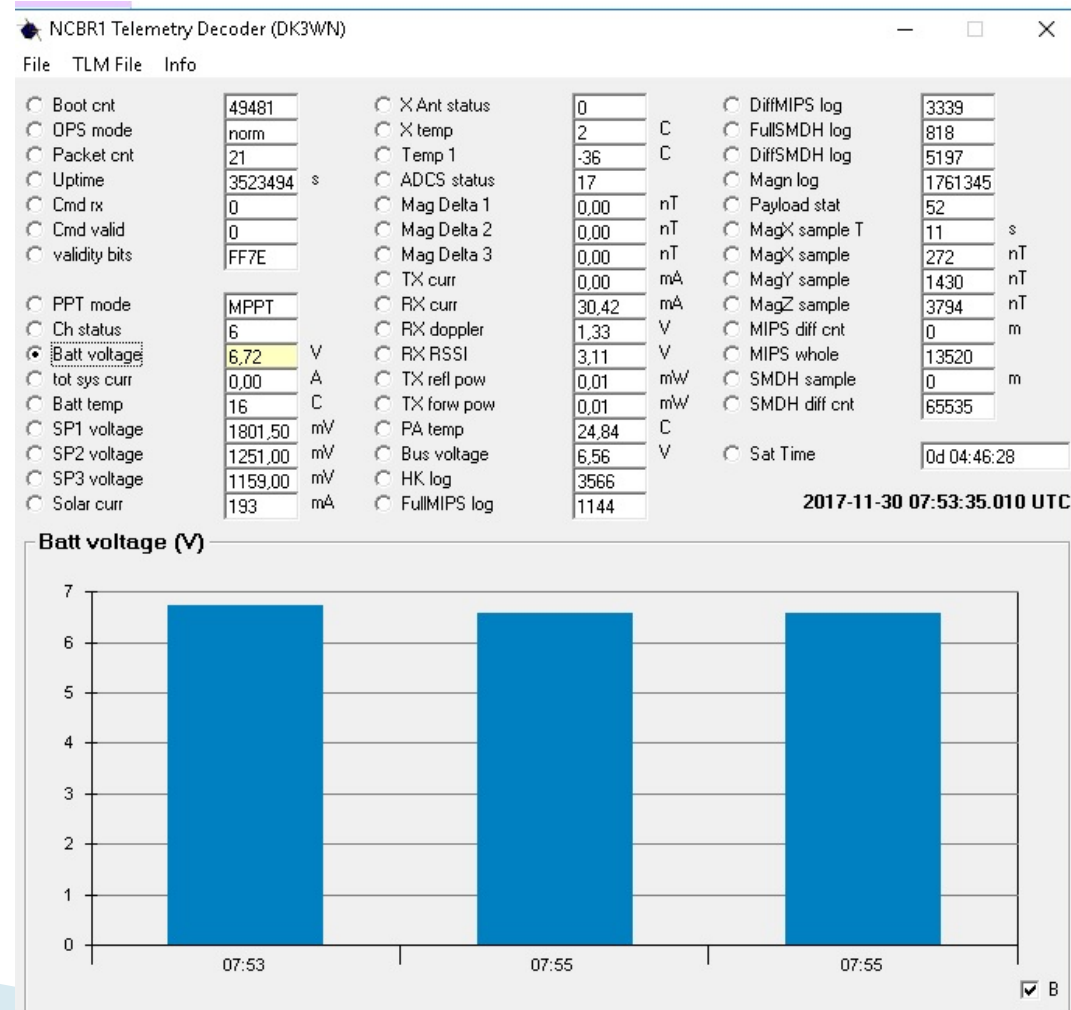 NCBR1 Telemetry Decoder (DK3WN)
File TLM File Info
Boot cnt 49481
OPS mode norm
Packet cnt 21
Uptime 3523494 s
Cmd rx 0
Cmd valid 0
validity bits FF7E
PPT mode MPPT
Ch status 6
Batt voltage 6,72 V
tot sys curr 0,00 A
Batt temp 16 C
SP1 voltage 1801,50 mV
SP2 voltage 1251,00 mV
SP3 voltage 1159,00 mV
Solar curr 193 mA
X Ant status 0
X temp 2 C
Temp 1 -36 C
ADCS status 17
Mag Delta 1 0,00 nT
Mag Delta 2 0,00 nT
Mag Delta 3 0,00 nT
TX curr 0,00 mA
RX curr 30,42 mA
RX doppler 1,33 V
RX RSSI 3,11 V
TX refl pow 0,01 mW
TX forw pow 0,01 mW
PA temp 24,84 C
Bus voltage 6,56 V
HK log 3566
FullMIPS log 1144
DiffMIPS log 3339
FullSMDH log 818
DiffSMDH log 5197
Magn log 1761345
Payload stat 52
MagX sample T 11 s
MagX sample 272 nT
MagY sample 1430 nT
MagZ sample 3794 nT
MIPS diff cnt 0 m
MIPS whole 13520
SMDH sample 0 m
SMDH diff cnt 65535
Sat Time 0d 04:46:28
2017-11-30 07:53:35.010 UTC
Batt voltage (V)
7
6
5
4
3
2
1
0
07:53 07:55 07:55
B